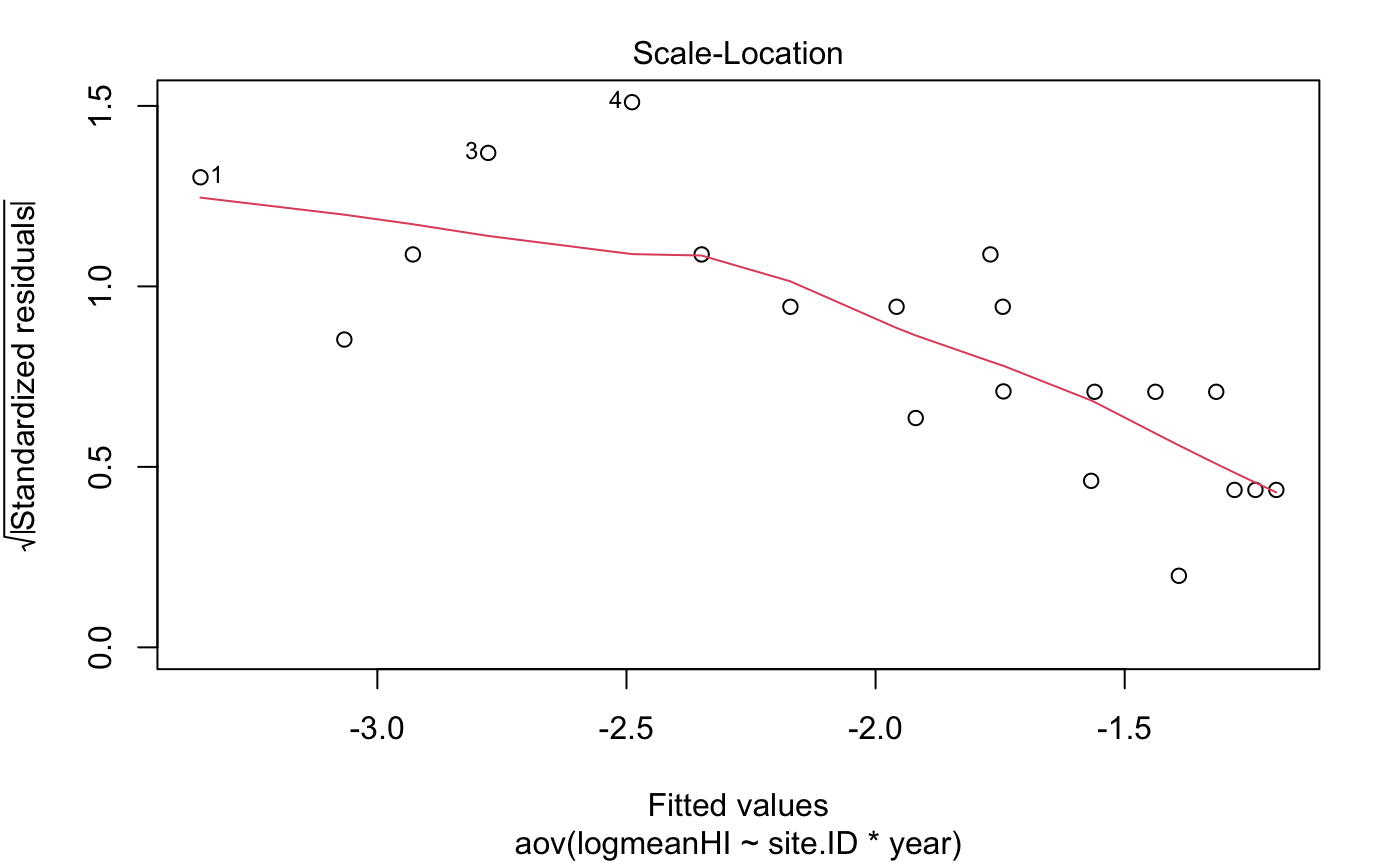 Scale-Location
√|Standardized residuals|
1.5
1.0
0.5
0.0
1
3
4
-3.0 -2.5 -2.0 -1.5
Fitted values
aov(logmeanHI ~ site.ID * year)